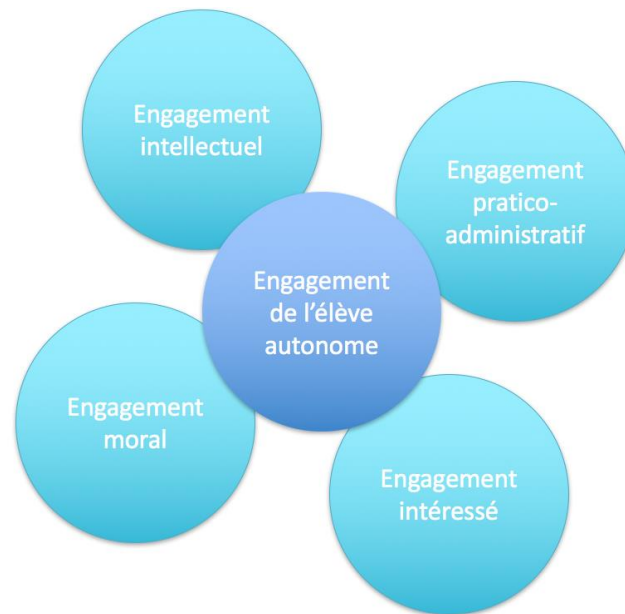 Engagement
intellectuel
Engagement
pratico-
administratif
Engagement
de l’élève
autonome
Engagement
moral
Engagement
intéressé